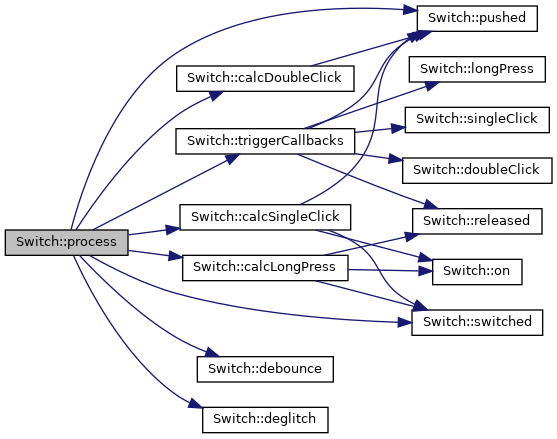 Switch::pushed
Switch::longPress
Switch::calcDoubleClick
Switch::singleClick
Switch::triggerCallbacks
Switch::doubleClick
Switch::calcSingleClick
Switch::released
Switch::process
Switch::calcLongPress
Switch::on
Switch::switched
Switch::debounce
Switch::deglitch